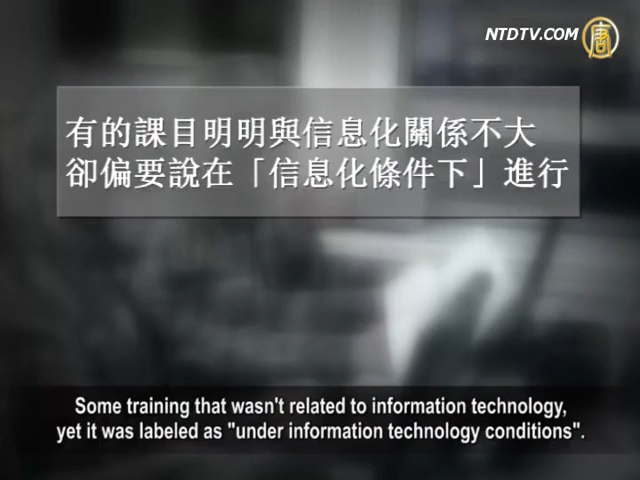 NTDTV.COM
唐
有的課目明明與信息化關係不大
卻偏要說在「信息化條件下」進行
Some training that wasn't related to information technology,
yet it was labeled as "under information technology conditions".